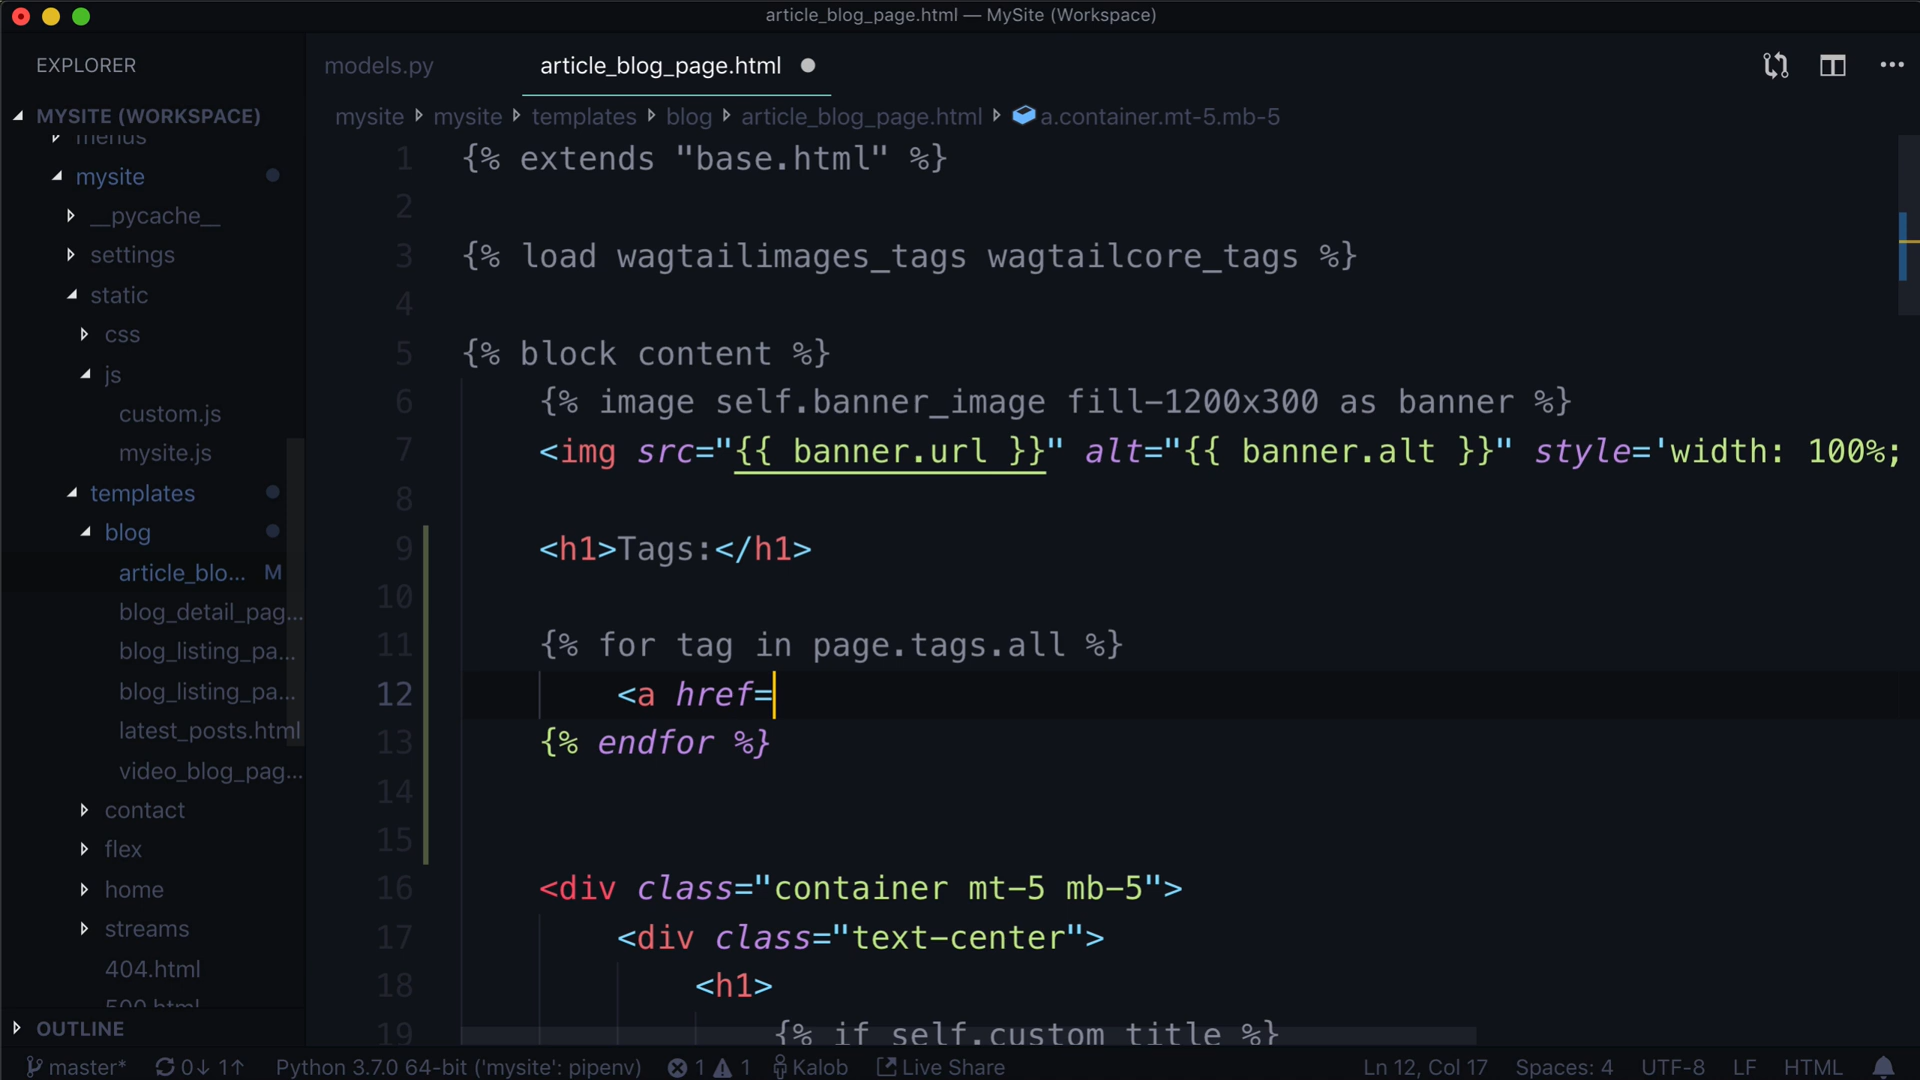 article_blog_page.html — MySite (Workspace)
EXPLORER
models.py
article_blog_page.html
MYSITE (WORKSPACE)
mysite mysite templates blog article_blog_page.html a.container.mt-5.mb-5
menus
mysite
__pycache__
settings
static
css
js
custom.js
mysite.js
templates
blog
article_blo... M
blog_detail_pag...
blog_listing_pa...
blog_listing_pa...
latest_posts.html
video_blog_pag...
contact
flex
home
streams
404.html
500.html
OUTLINE
1 {% extends "base.html" %}
2
3 {% load wagtailimages_tags wagtailcore_tags %}
4
5 {% block content %}
6 {% image self.banner_image fill-1200x300 as banner %}
7 <img src="{{ banner.url }}" alt="{{ banner.alt }}" style='width: 100%;
8
9 <h1>Tags:</h1>
10
11 {% for tag in page.tags.all %}
12 <a href=
13 {% endfor %}
14
15
16 <div class="container mt-5 mb-5">
17 <div class="text-center">
18 <h1>
19 {% if self.custom_title %}
master* 0↓ 1↑ Python 3.7.0 64-bit ('mysite': pipenv) 1 1 Kalob Live Share Ln 12, Col 17 Spaces: 4 UTF-8 LF HTML